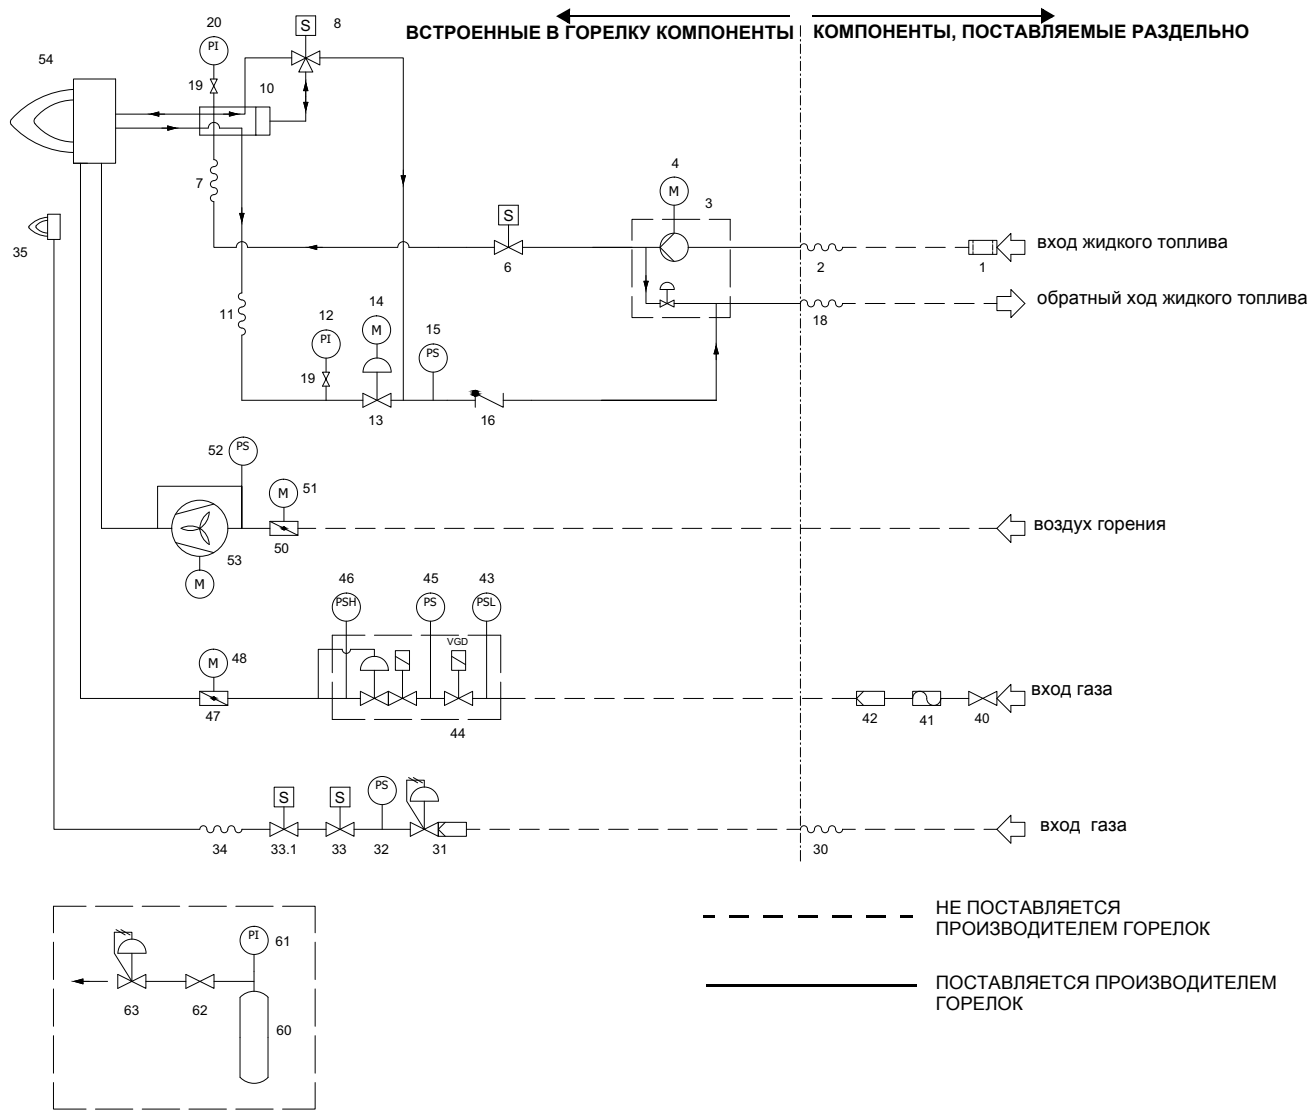 ВСТРОЕННЫЕ В ГОРЕЛКУ КОМПОНЕНТЫ
КОМПОНЕНТЫ, ПОСТАВЛЯЕМЫЕ РАЗДЕЛЬНО
20
S
8
PI
54
19
10
7
4
M
3
S
35
6
2
1
вход жидкого топлива
11
12
14
15
18
обратный ход жидкого топлива
PI
M
PS
19
13
16
52
PS
M
51
50
53
M
воздух горения
46
45
43
PSH
PS
PSL
VGD
M
48
47
44
42
41
40
вход газа
S
S
PS
34
33.1
33
32
31
30
вход газа
PI
61
63
62
60
НЕ ПОСТАВЛЯЕТСЯ
ПРОИЗВОДИТЕЛЕМ ГОРЕЛОК
ПОСТАВЛЯЕТСЯ ПРОИЗВОДИТЕЛЕМ
ГОРЕЛОК